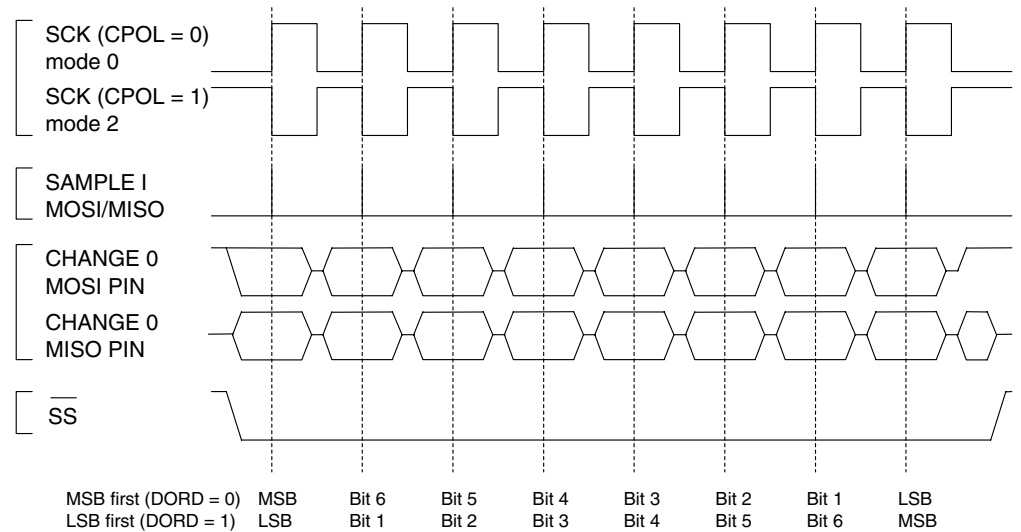 SCK (CPOL = 0)
mode 0
SCK (CPOL = 1)
mode 2
SAMPLE I
MOSI/MISO
CHANGE 0
MOSI PIN
CHANGE 0
MISO PIN
SS
MSB first (DORD = 0) MSB Bit 6 Bit 5 Bit 4 Bit 3 Bit 2 Bit 1 LSB
LSB first (DORD = 1) LSB Bit 1 Bit 2 Bit 3 Bit 4 Bit 5 Bit 6 MSB